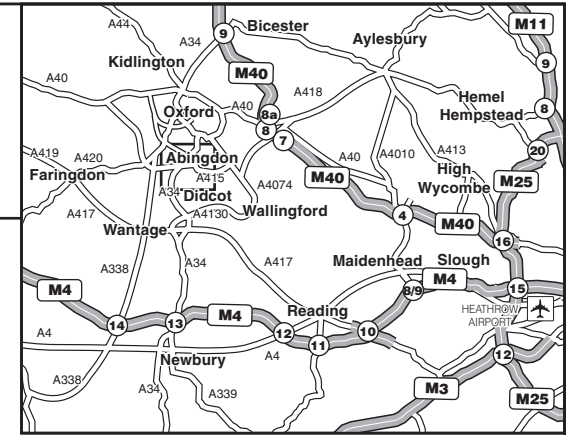 A44
M11
9
Bicester
A34
Aylesbury
Kidlington
9
M40
A40
A418
Hemel
Hempstead
8
Oxford
A40
8a
8
7
20
A419
A420
Abingdon
A40
A4010
A413
High
Wycombe
Faringdon
A415
A4074
M40
M25
A34
Didcot
A417
A4130
Wallingford
4
M40
Wantage
16
A338
A34
A417
Maidenhead
Slough
M4
8/9
M4
15
HEATHROW
AIRPORT
14
13
M4
Reading
12
10
11
12
A4
A4
Newbury
M3
A338
A34
A339
M25